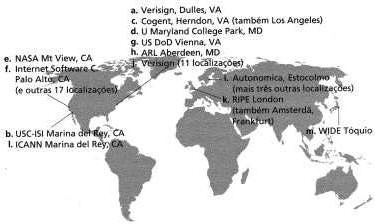 a. Verisign, Dulles, VA
c. Cogent, Herndon, VA (também Los Angeles)
d. U Maryland College Park, MD
g. US DoD Vienna, VA
h. ARL Aberdeen, MD
j. Verisign (11 localizações)
e. NASA Mt View, CA
f. Internet Software C.
Palo Alto, CA
(e outras 17 localizações)
i. Autonomica, Estocolmo
(mais três outras localizações)
k. RIPE London
(também Amsterdã,
Frankfurt)
m. WIDE Tóquio
b. USC-ISI Marina del Rey, CA
l. ICANN Marina del Rey, CA